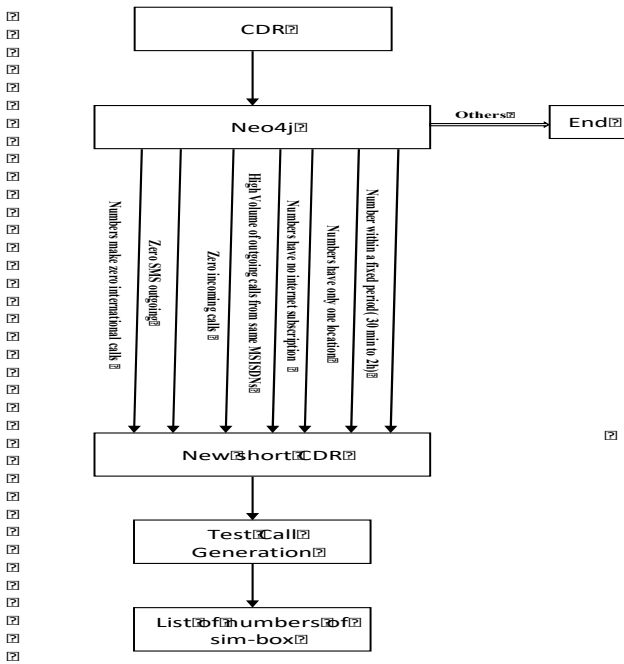 CDR
Neo4j
Others
End
Numbers make zero international calls
Zero SMS outgoing
Zero incoming calls
High Volume of outgoing calls from same MSISDNs
Numbers have no internet subscription
Numbers have only one location
Number within a fixed period( 30 min to 2h)
New short CDR
Test Call
Generation
List of numbers of
sim-box